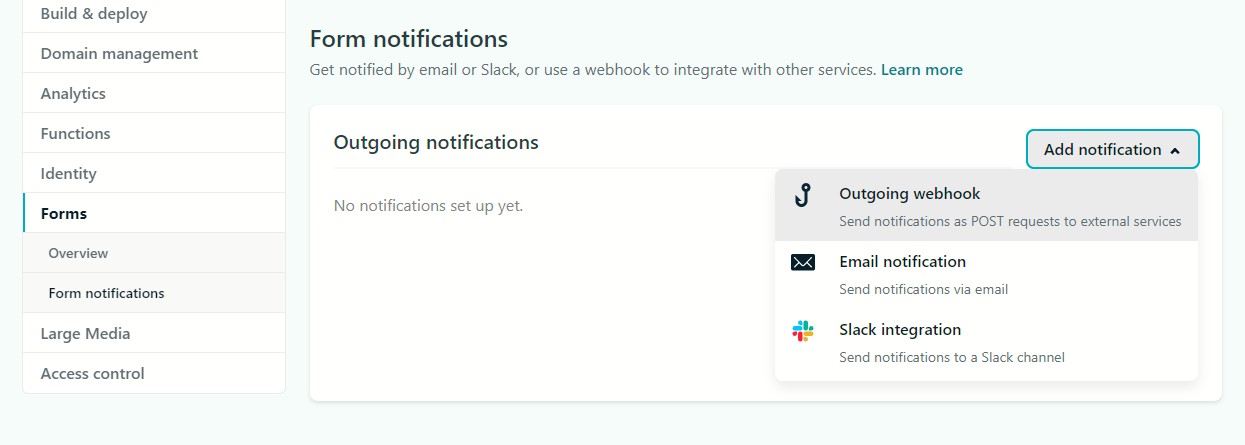 Build & deploy
Domain management
Analytics
Functions
Identity
Forms
Overview
Form notifications
Large Media
Access control
Form notifications
Get notified by email or Slack, or use a webhook to integrate with other services. Learn more
Outgoing notifications
Add notification
No notifications set up yet.
Outgoing webhook
Send notifications as POST requests to external services
Email notification
Send notifications via email
Slack integration
Send notifications to a Slack channel